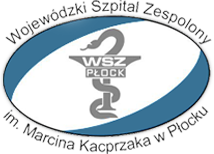 Wojewódzki Szpital Zespolony
WSZ
PŁOCK
im. Marcina Kacprzaka w Płocku